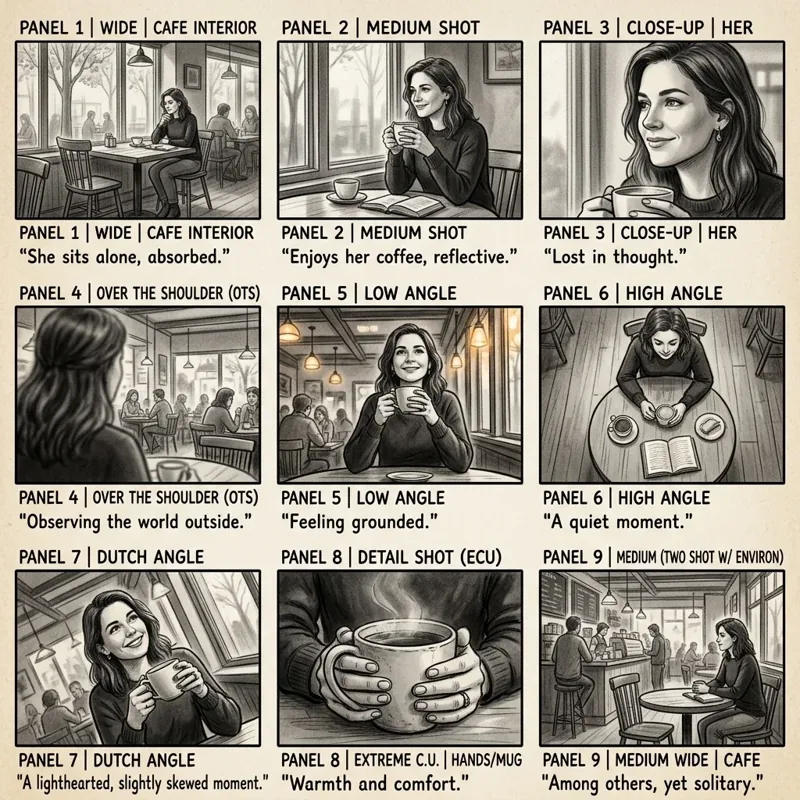 PANEL 1 | WIDE | CAFE INTERIOR
PANEL 2 | MEDIUM SHOT
PANEL 3 | CLOSE-UP | HER
PANEL 1 | WIDE | CAFE INTERIOR
"She sits alone, absorbed."
PANEL 2 | MEDIUM SHOT
"Enjoys her coffee, reflective."
PANEL 3 | CLOSE-UP | HER
"Lost in thought."
PANEL 4 | OVER THE SHOULDER (OTS)
PANEL 5 | LOW ANGLE
PANEL 6 | HIGH ANGLE
PANEL 4 | OVER THE SHOULDER (OTS)
"Observing the world outside."
PANEL 5 | LOW ANGLE
"Feeling grounded."
PANEL 6 | HIGH ANGLE
"A quiet moment."
PANEL 7 | DUTCH ANGLE
PANEL 8 | DETAIL SHOT (ECU)
PANEL 9 | MEDIUM (TWO SHOT W/ ENVIRON)
PANEL 7 | DUTCH ANGLE
"A lighthearted, slightly skewed moment."
PANEL 8 | EXTREME C.U. | HANDS/MUG
"Warmth and comfort."
PANEL 9 | MEDIUM WIDE | CAFE
"Among others, yet solitary."